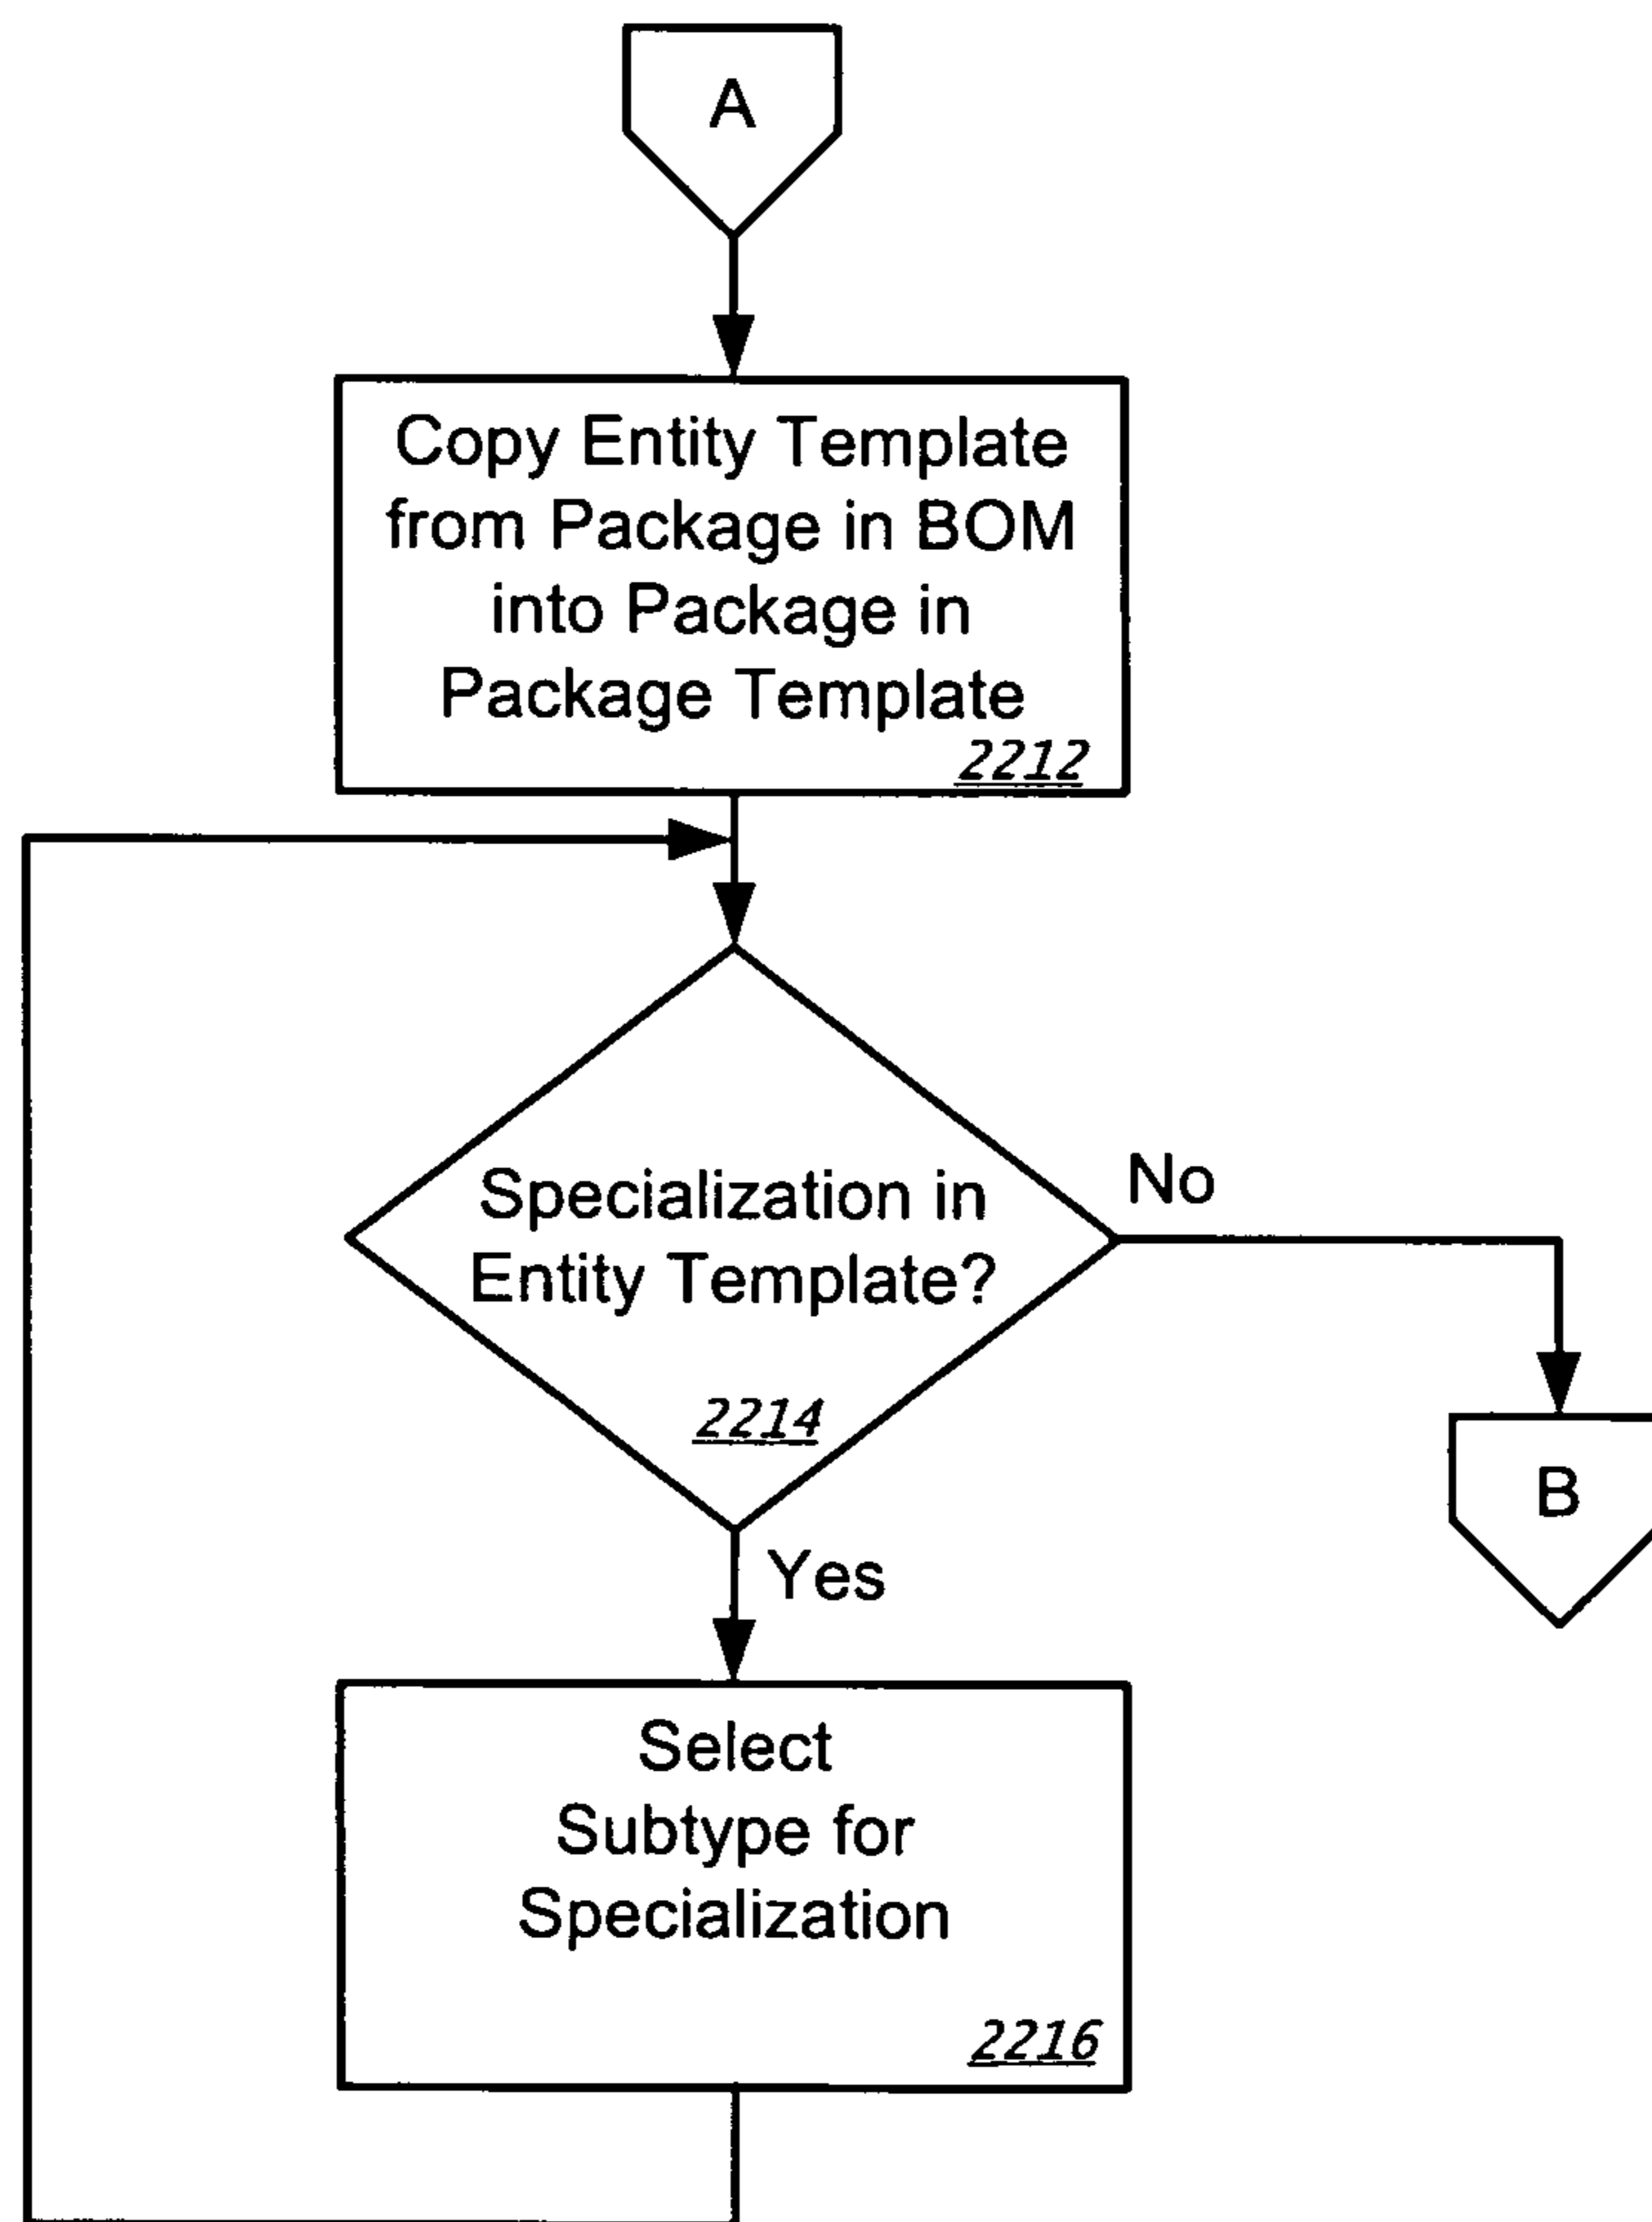 A
Copy Entity Template
from Package in BOM
into Package in
Package Template
2212
Specialization in
Entity Template?
2214
No
B
Yes
Select
Subtype for
Specialization
2216